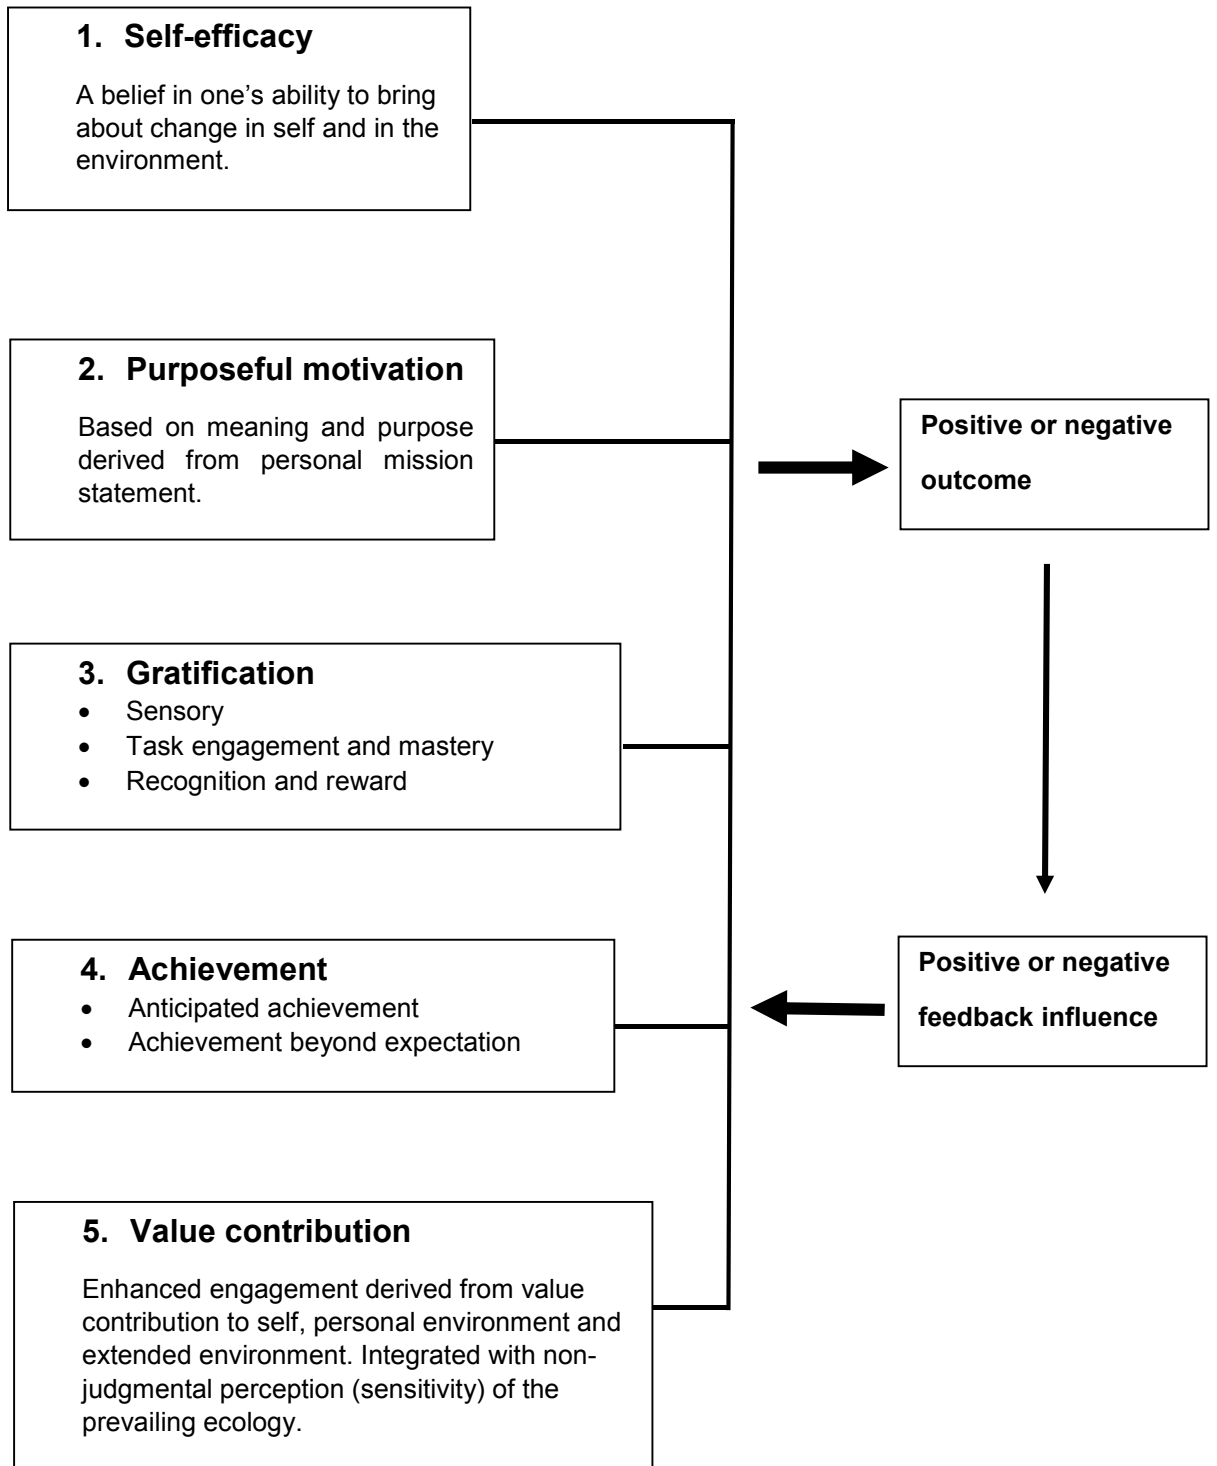 1. Self-efficacy
A belief in one’s ability to bring
about change in self and in the
environment.
2. Purposeful motivation
Based on meaning and purpose
derived from personal mission
statement.
Positive or negative
outcome
3. Gratification
• Sensory
• Task engagement and mastery
• Recognition and reward
4. Achievement
• Anticipated achievement
• Achievement beyond expectation
Positive or negative
feedback influence
5. Value contribution
Enhanced engagement derived from value
contribution to self, personal environment and
extended environment. Integrated with non-
judgmental perception (sensitivity) of the
prevailing ecology.